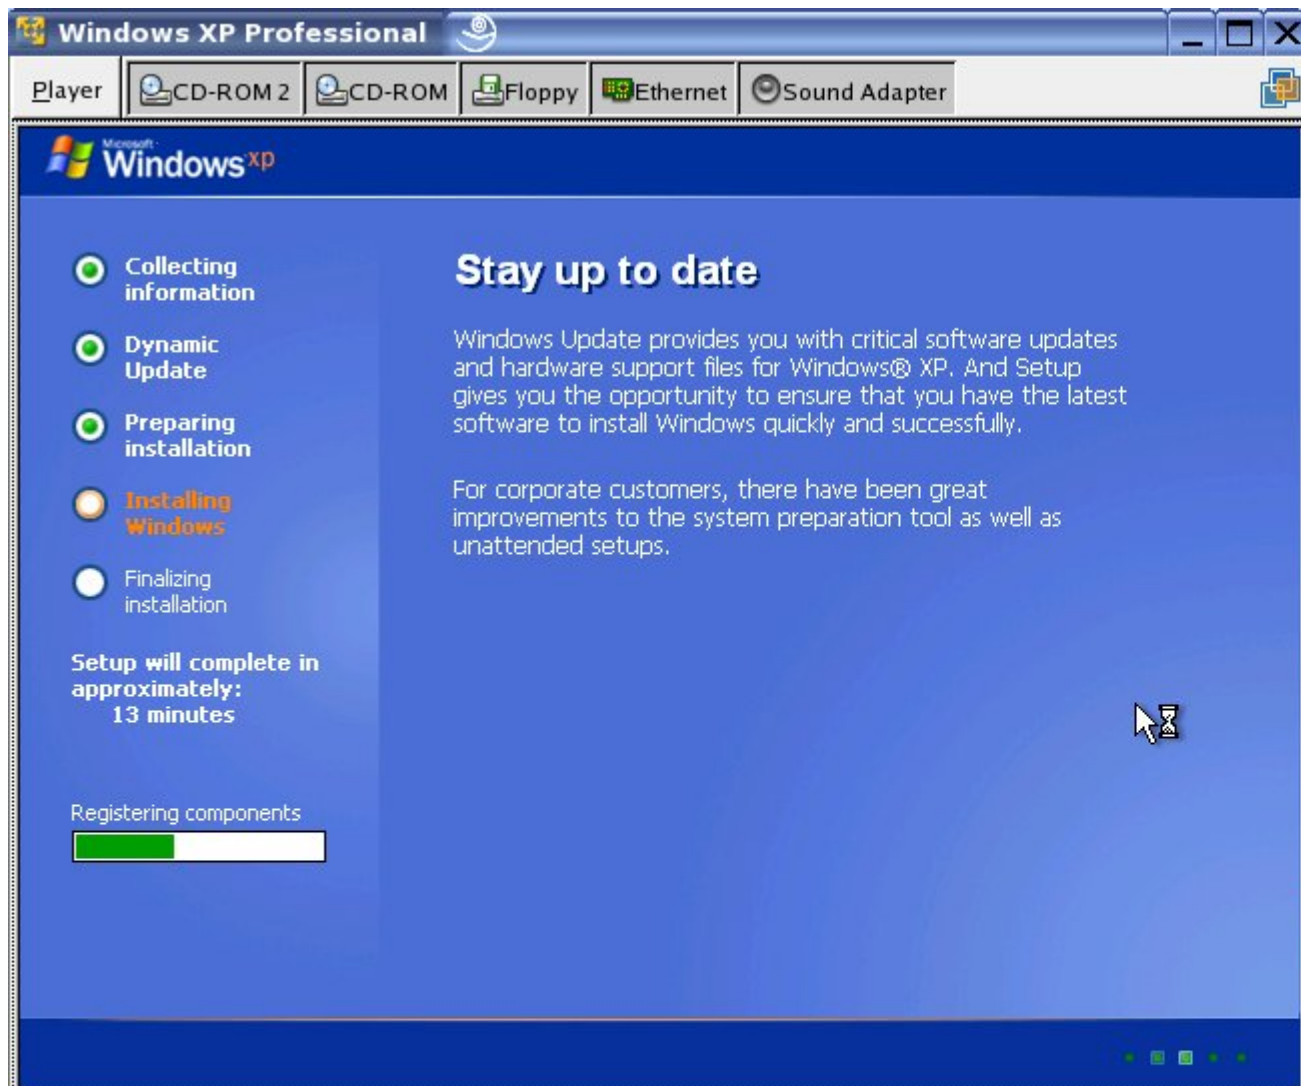 Windows XP Professional
Player CD-ROM 2 CD-ROM Floppy Ethernet Sound Adapter
Microsoft
Windows xp
Collecting
information
Dynamic
Update
Preparing
installation
Installing
Windows
Finalizing
installation
Setup will complete in
approximately:
13 minutes
Registering components
Stay up to date
Windows Update provides you with critical software updates
and hardware support files for Windows® XP. And Setup
gives you the opportunity to ensure that you have the latest
software to install Windows quickly and successfully.
For corporate customers, there have been great
improvements to the system preparation tool as well as
unattended setups.